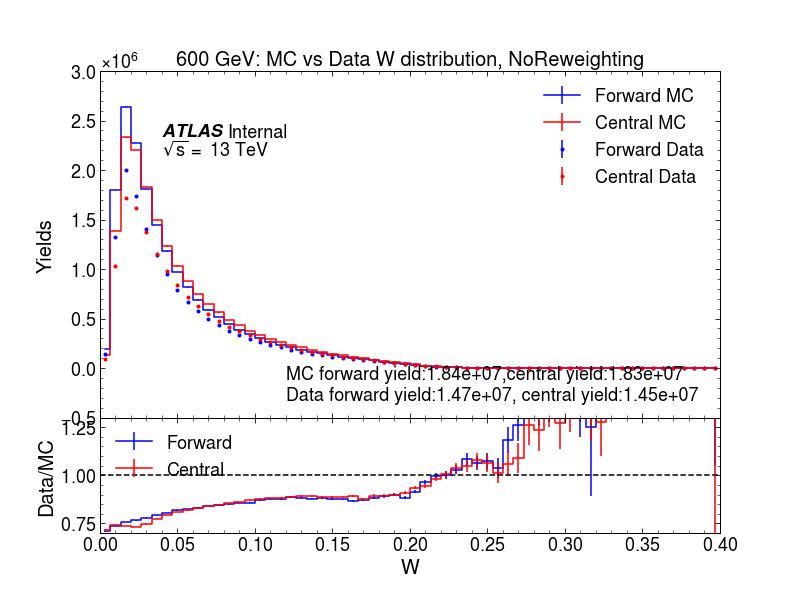 ×10⁶
600 GeV: MC vs Data W distribution, NoReweighting
3.0
2.5
2.0
1.5
1.0
0.5
0.0
0.5
Yields
ATLAS Internal
√s = 13 TeV
Forward MC
Central MC
Forward Data
Central Data
MC forward yield:1.84e+07,central yield:1.83e+07
Data forward yield:1.47e+07, central yield:1.45e+07
1.25
1.00
0.75
Data/MC
Forward
Central
0.00 0.05 0.10 0.15 0.20 0.25 0.30 0.35 0.40
W